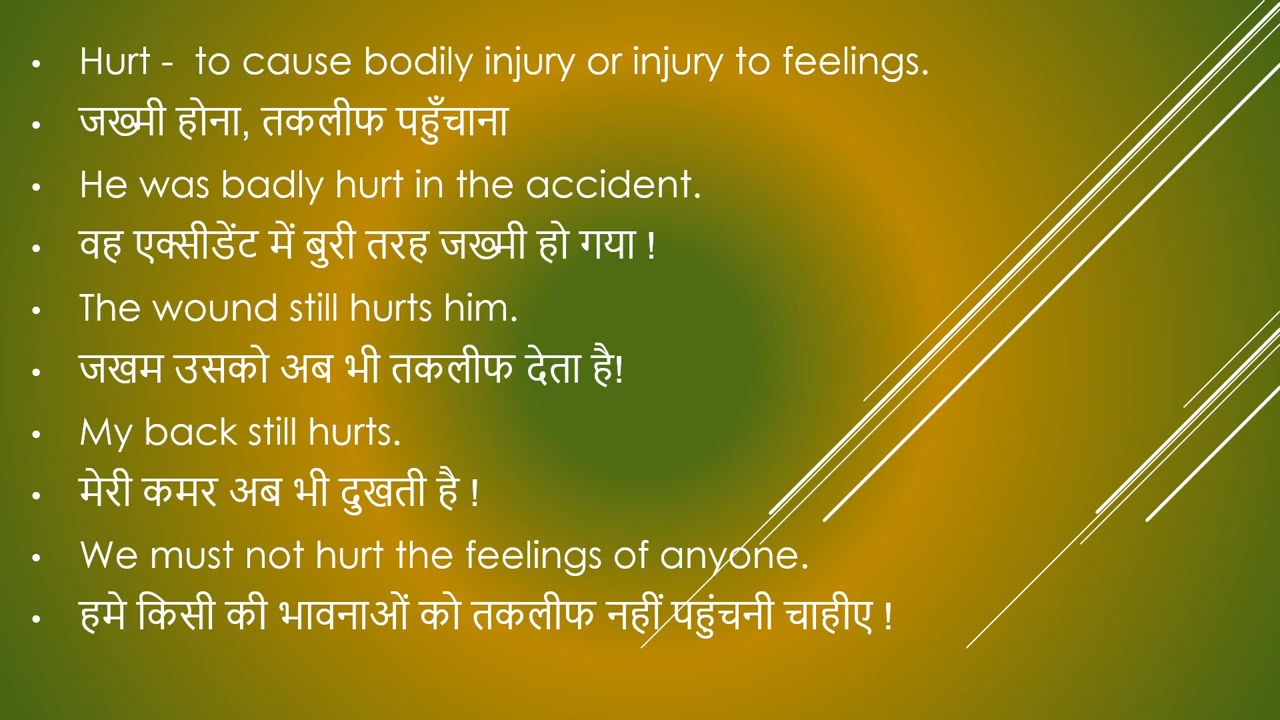 Hurt -  to cause bodily injury or injury to feelings.
जख्मी होना, तकलीफ पहुँचाना
He was badly hurt in the accident.
वह एक्सीडेंट में बुरी तरह जख्मी हो गया !
The wound still hurts him.
जखम उसको अब भी तकलीफ देता है!
My back still hurts.
मेरी कमर अब भी दुखती है !
We must not hurt the feelings of anyone.
हमे किसी की भावनाओं को तकलीफ नहीं पहुंचनी चाहीए !